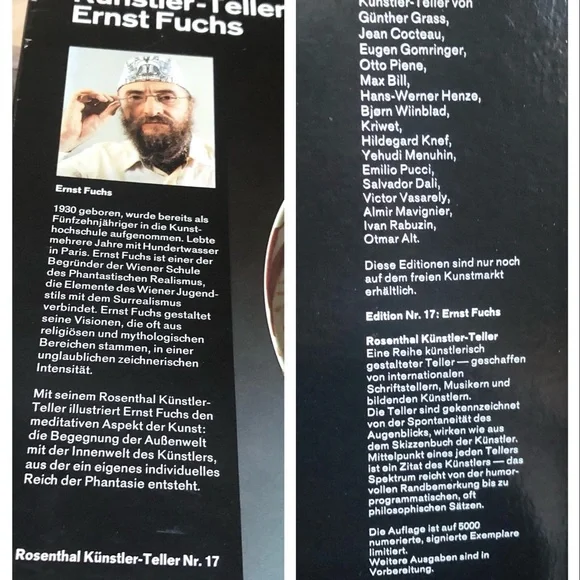 Künstler-Teller
Ernst Fuchs
Ernst Fuchs
1930 geboren, wurde bereits als
Fünfzehnjähriger in die Kunst-
hochschule aufgenommen. Lebte
mehrere Jahre mit Hundertwasser
in Paris. Ernst Fuchs ist einer der
Begründer der Wiener Schule
des Phantastischen Realismus,
die Elemente des Wiener Jugend-
stils mit dem Surrealismus
verbindet. Ernst Fuchs gestaltet
seine Visionen, die oft aus
religiösen und mythologischen
Bereichen stammen, in einer
unglaublichen zeichnerischen
Intensität.
Mit seinem Rosenthal Künstler-
Teller illustriert Ernst Fuchs den
meditativen Aspekt der Kunst:
die Begegnung der Außenwelt
mit der Innenwelt des Künstlers,
aus der ein eigenes individuelles
Reich der Phantasie entsteht.
Rosenthal Künstler-Teller Nr. 17
Künstler-Teller von
Günther Grass,
Jean Cocteau,
Eugen Gomringer,
Otto Piene,
Max Bill,
Hans-Werner Henze,
Bjørn Wiinblad,
Kriwet,
Hildegard Knef,
Yehudi Menuhin,
Emilio Pucci,
Salvador Dali,
Victor Vasarely,
Almir Mavignier,
Ivan Rabuzin,
Otmar Alt.
Diese Editionen sind nur noch
auf dem freien Kunstmarkt
erhältlich.
Edition Nr. 17: Ernst Fuchs
Rosenthal Künstler-Teller
Eine Reihe künstlerisch
gestalteter Teller — geschaffen
von internationalen
Schriftstellern, Musikern und
bildenden Künstlern.
Die Teller sind gekennzeichnet
von der Spontaneität des
Augenblicks, wirken wie aus
dem Skizzenbuch der Künstler.
Mittelpunkt eines jeden Tellers
ist ein Zitat des Künstlers — das
Spektrum reicht von der humor-
vollen Randbemerkung bis zu
programmatischen, oft
philosophischen Sätzen.
Die Auflage ist auf 5000
numerierte, signierte Exemplare
limitiert.
Weitere Ausgaben sind in
Vorbereitung.